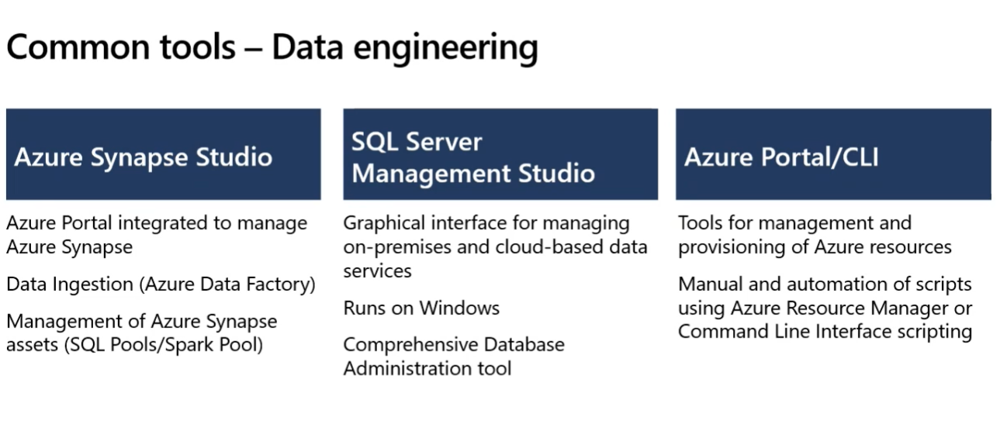 Common tools – Data engineering
Azure Synapse Studio
Azure Portal integrated to manage
Azure Synapse
Data Ingestion (Azure Data Factory)
Management of Azure Synapse
assets (SQL Pools/Spark Pool)
SQL Server
Management Studio
Graphical interface for managing
on-premises and cloud-based data
services
Runs on Windows
Comprehensive Database
Administration tool
Azure Portal/CLI
Tools for management and
provisioning of Azure resources
Manual and automation of scripts
using Azure Resource Manager or
Command Line Interface scripting